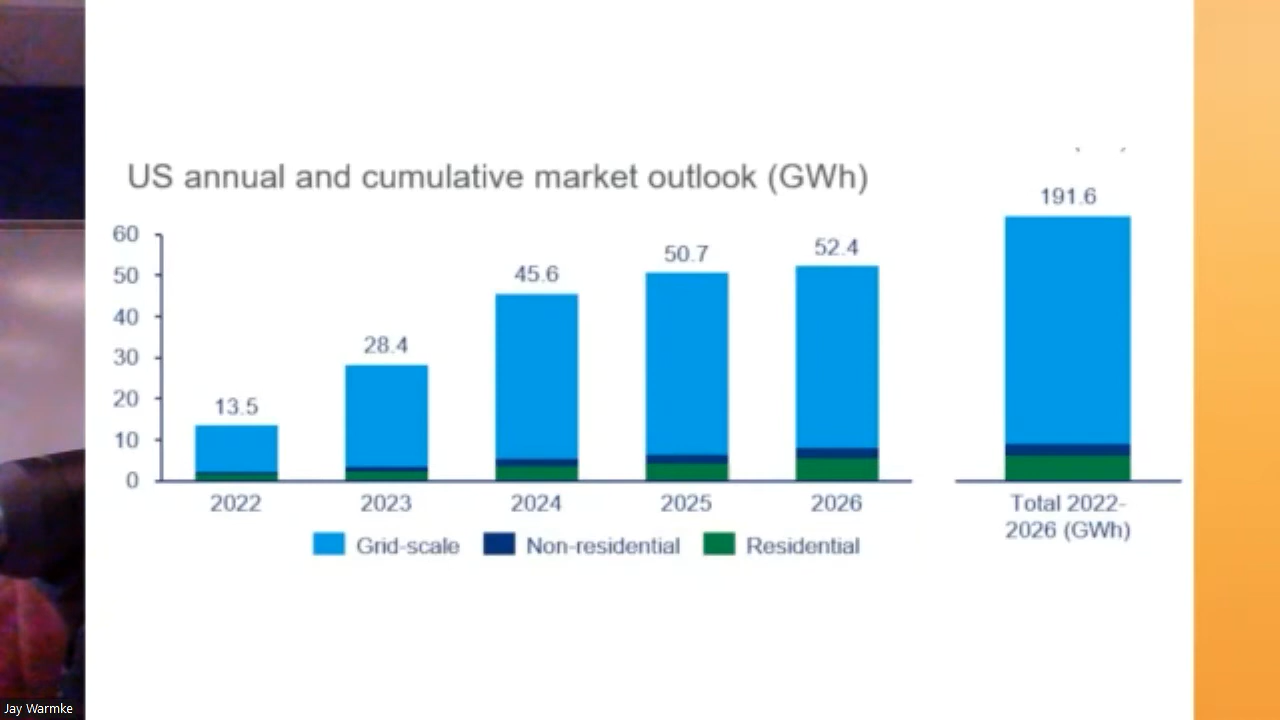 US annual and cumulative market outlook (GWh)
191.6
60
50
40
30
20
10
0
13.5
28.4
45.6
50.7
52.4
2022
2023
2024
2025
2026
Total 2022-
2026 (GWh)
Grid-scale
Non-residential
Residential
Jay Warmke